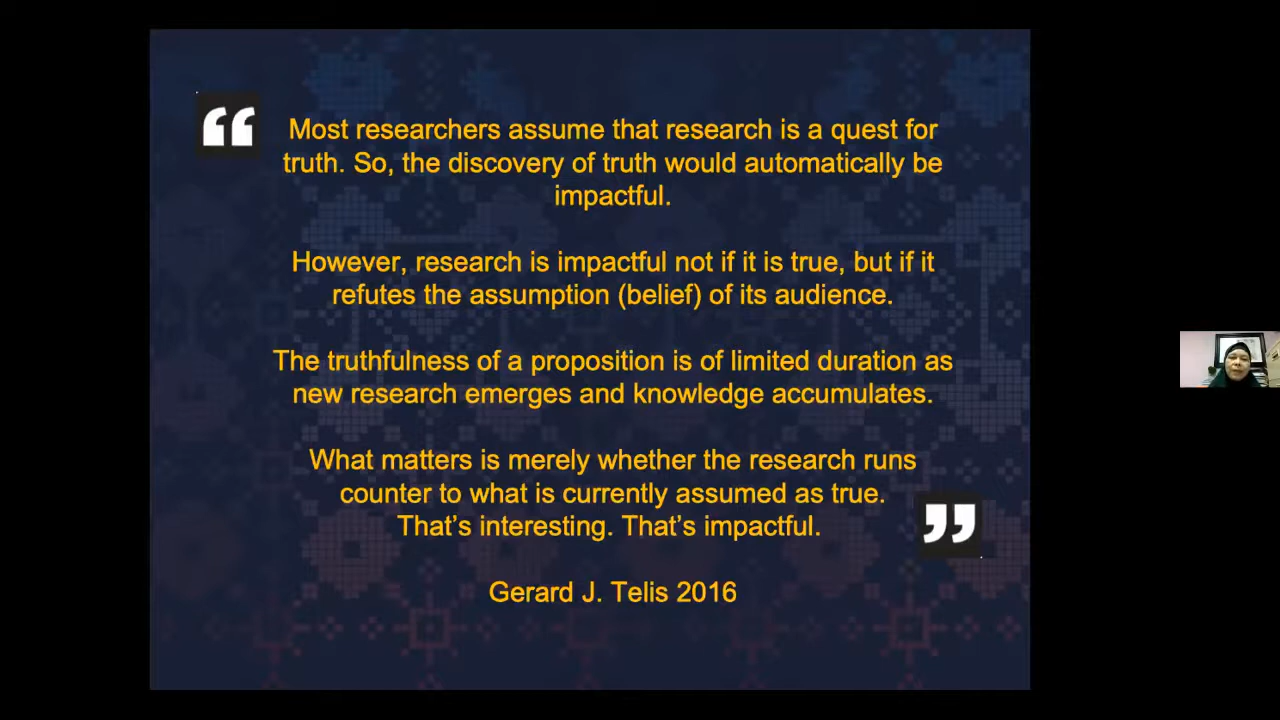 “
Most researchers assume that research is a quest for
truth. So, the discovery of truth would automatically be
impactful.
However, research is impactful not if it is true, but if it
refutes the assumption (belief) of its audience.
The truthfulness of a proposition is of limited duration as
new research emerges and knowledge accumulates.
What matters is merely whether the research runs
counter to what is currently assumed as true.
That’s interesting. That’s impactful.
”
Gerard J. Telis 2016